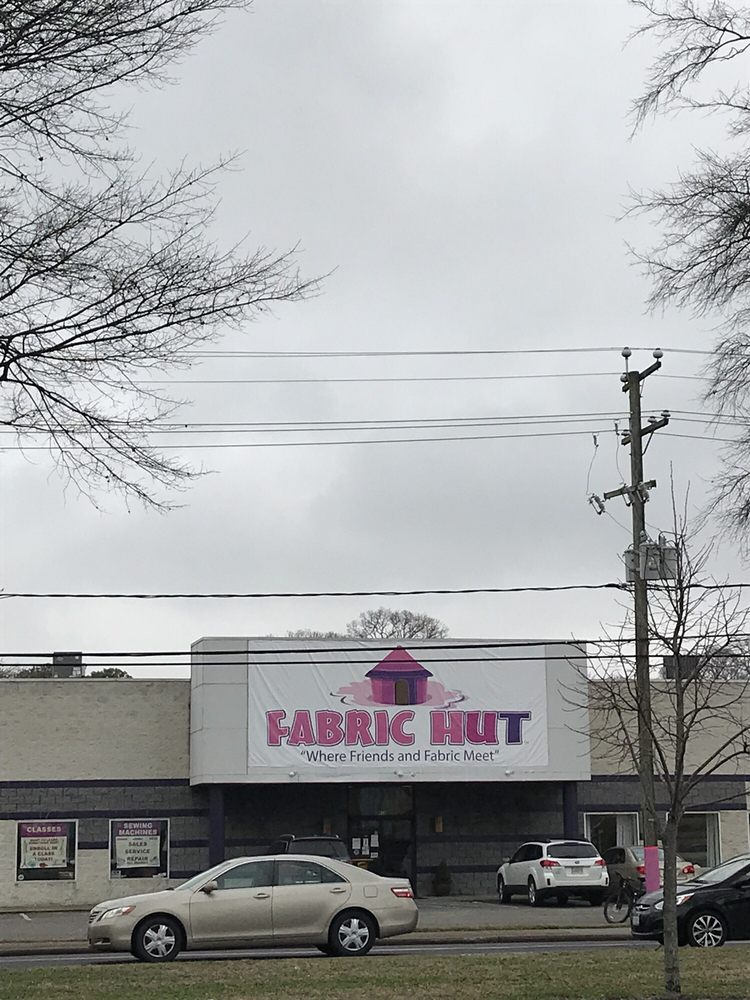 FABRIC HUT
"Where Friends and Fabric Meet"
CLASSES
ENROLL IN
A CLASS
TODAY!
SEWING
MACHINES
SALES
SERVICE
REPAIR